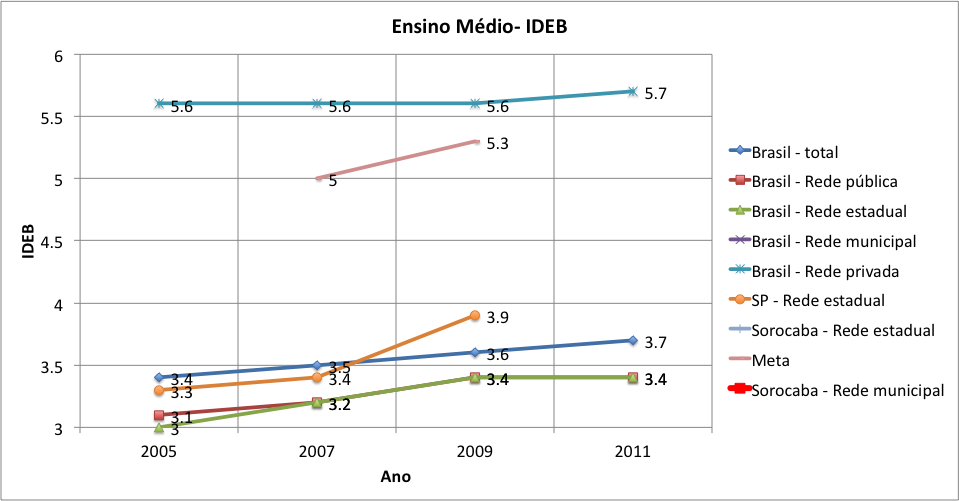 Ensino Médio- IDEB
6
5.5
5
4.5
4
3.5
3
IDEB
5.6
5.6
5.6
5.7
5
5.3
3.9
3.4
3.5
3.6
3.7
3.3
3.4
3.1
3.2
3.4
3.4
3
2005
2007
2009
2011
Ano
Brasil - total
Brasil - Rede pública
Brasil - Rede estadual
Brasil - Rede municipal
Brasil - Rede privada
SP - Rede estadual
Sorocaba - Rede estadual
Meta
Sorocaba - Rede municipal